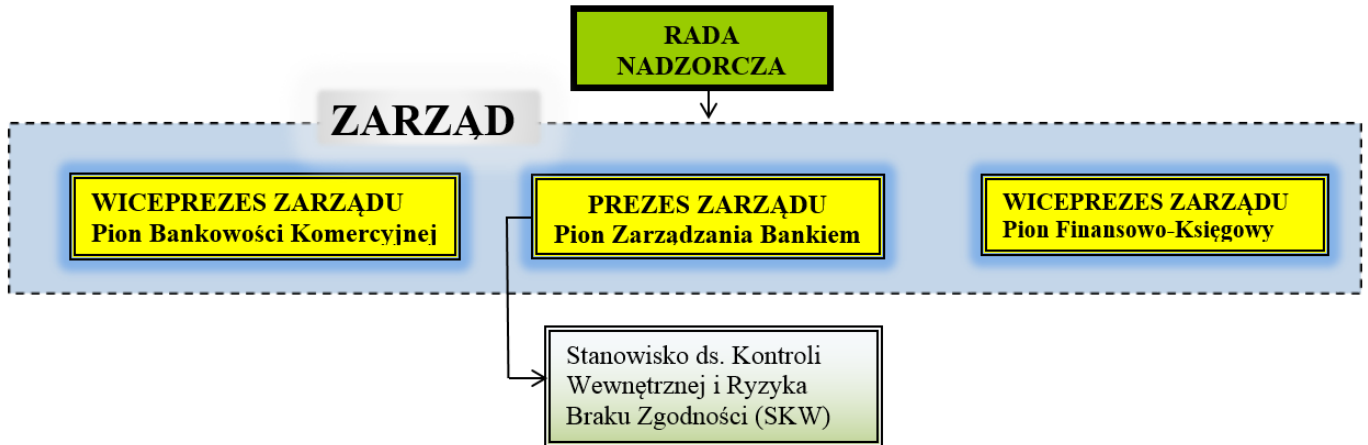 RADA
NADZORCZA
ZARZĄD
WICEPREZES ZARZĄDU
Pion Bankowości Komercyjnej
PREZES ZARZĄDU
Pion Zarządzania Bankiem
WICEPREZES ZARZĄDU
Pion Finansowo-Księgowy
Stanowisko ds. Kontroli
Wewnętrznej i Ryzyka
Braku Zgodności (SKW)